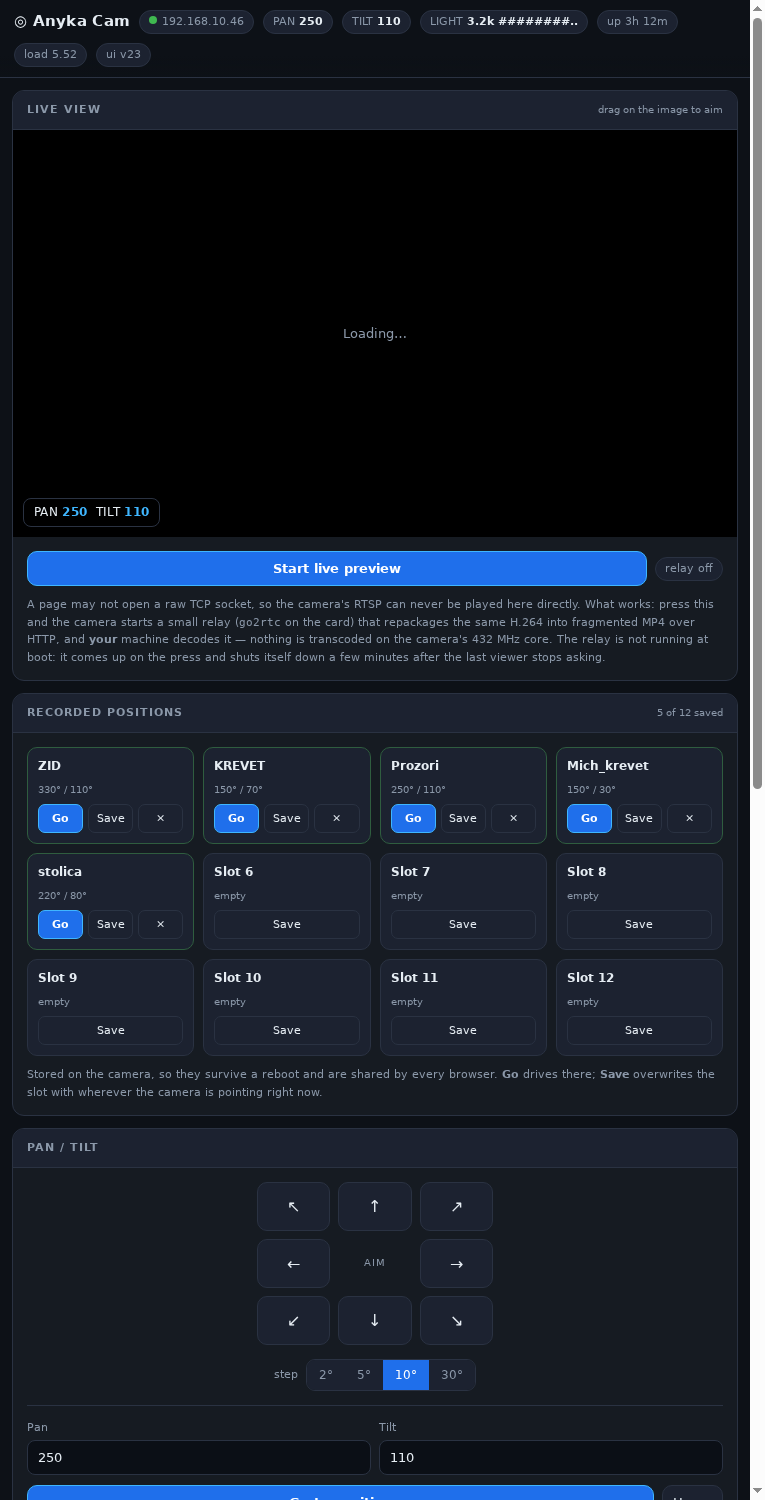 ◎ Anyka Cam 192.168.10.46 PAN 250 TILT 110 LIGHT 3.2k ########.. up 3h 12m
load 5.52 ui v23
LIVE VIEW drag on the image to aim
Loading...
PAN 250 TILT 110
Start live preview relay off
A page may not open a raw TCP socket, so the camera's RTSP can never be played here directly. What works: press this
and the camera starts a small relay (go2rtc on the card) that repackages the same H.264 into fragmented MP4 over
HTTP, and your machine decodes it — nothing is transcoded on the camera's 432 MHz core. The relay is not running at
boot: it comes up on the press and shuts itself down a few minutes after the last viewer stops asking.
RECORDED POSITIONS 5 of 12 saved
ZID KREVET Prozori Mich_krevet
330° / 110° 150° / 70° 250° / 110° 150° / 30°
Go Save × Go Save × Go Save × Go Save ×
stolica Slot 6 Slot 7 Slot 8
220° / 80° empty empty empty
Go Save × Save Save Save
Slot 9 Slot 10 Slot 11 Slot 12
empty empty empty empty
Save Save Save Save
Stored on the camera, so they survive a reboot and are shared by every browser. Go drives there; Save overwrites the
slot with wherever the camera is pointing right now.
PAN / TILT
↖ ↑ ↗
← AIM →
↙ ↓ ↘
step 2° 5° 10° 30°
Pan Tilt
250 110